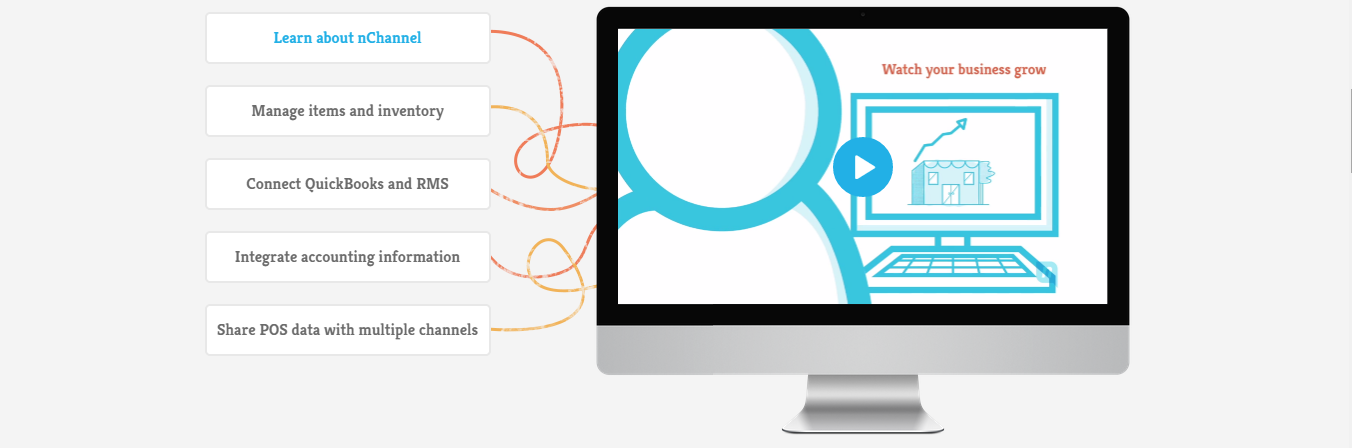 Learn about nChannel
Manage items and inventory
Connect QuickBooks and RMS
Integrate accounting information
Share POS data with multiple channels
Watch your business grow